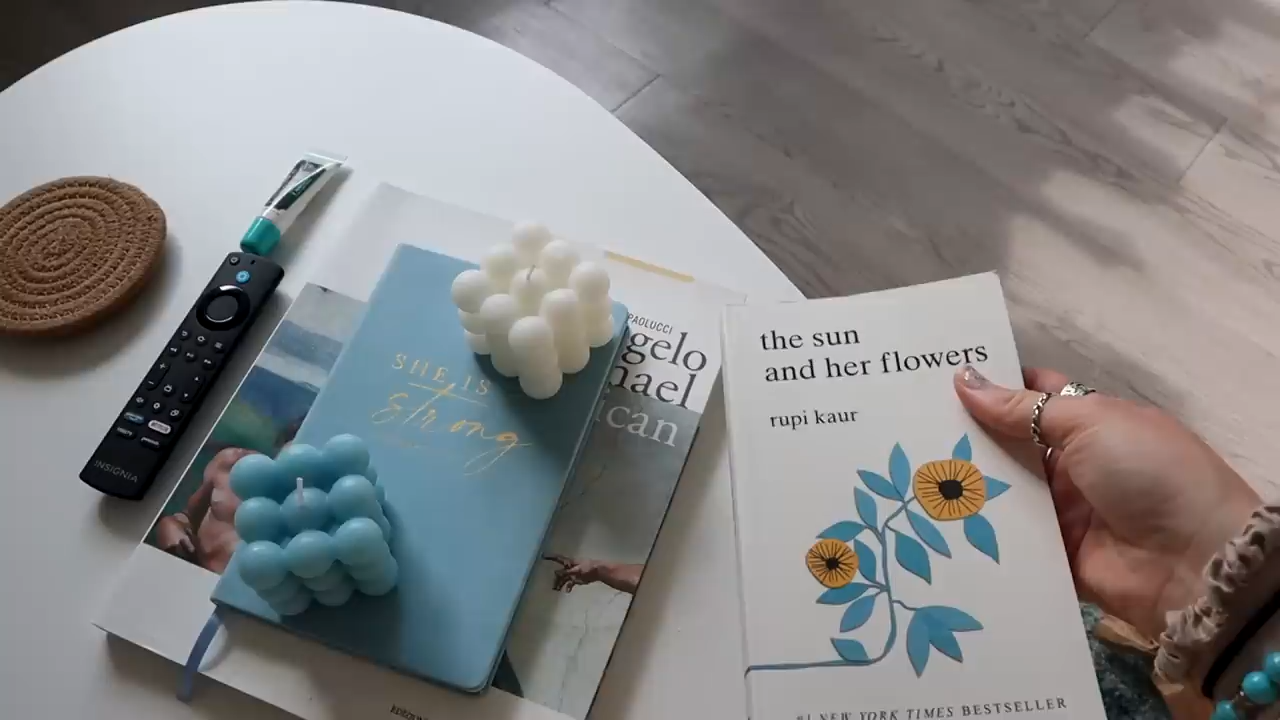 the sun
and her flowers
rupi kaur
#1 NEW YORK TIMES BESTSELLER
SHE IS
Strong
PAOLUCCI
gelo
ael
ican
INSIGNIA